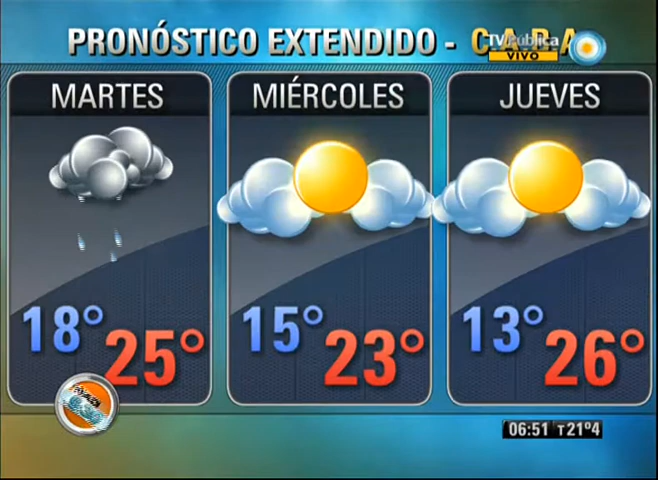 PRONÓSTICO EXTENDIDO - C.A.B.A.
TV Pública
VIVO
MARTES
MIÉRCOLES
JUEVES
18° 25°
15° 23°
13° 26°
06:51 T21°4